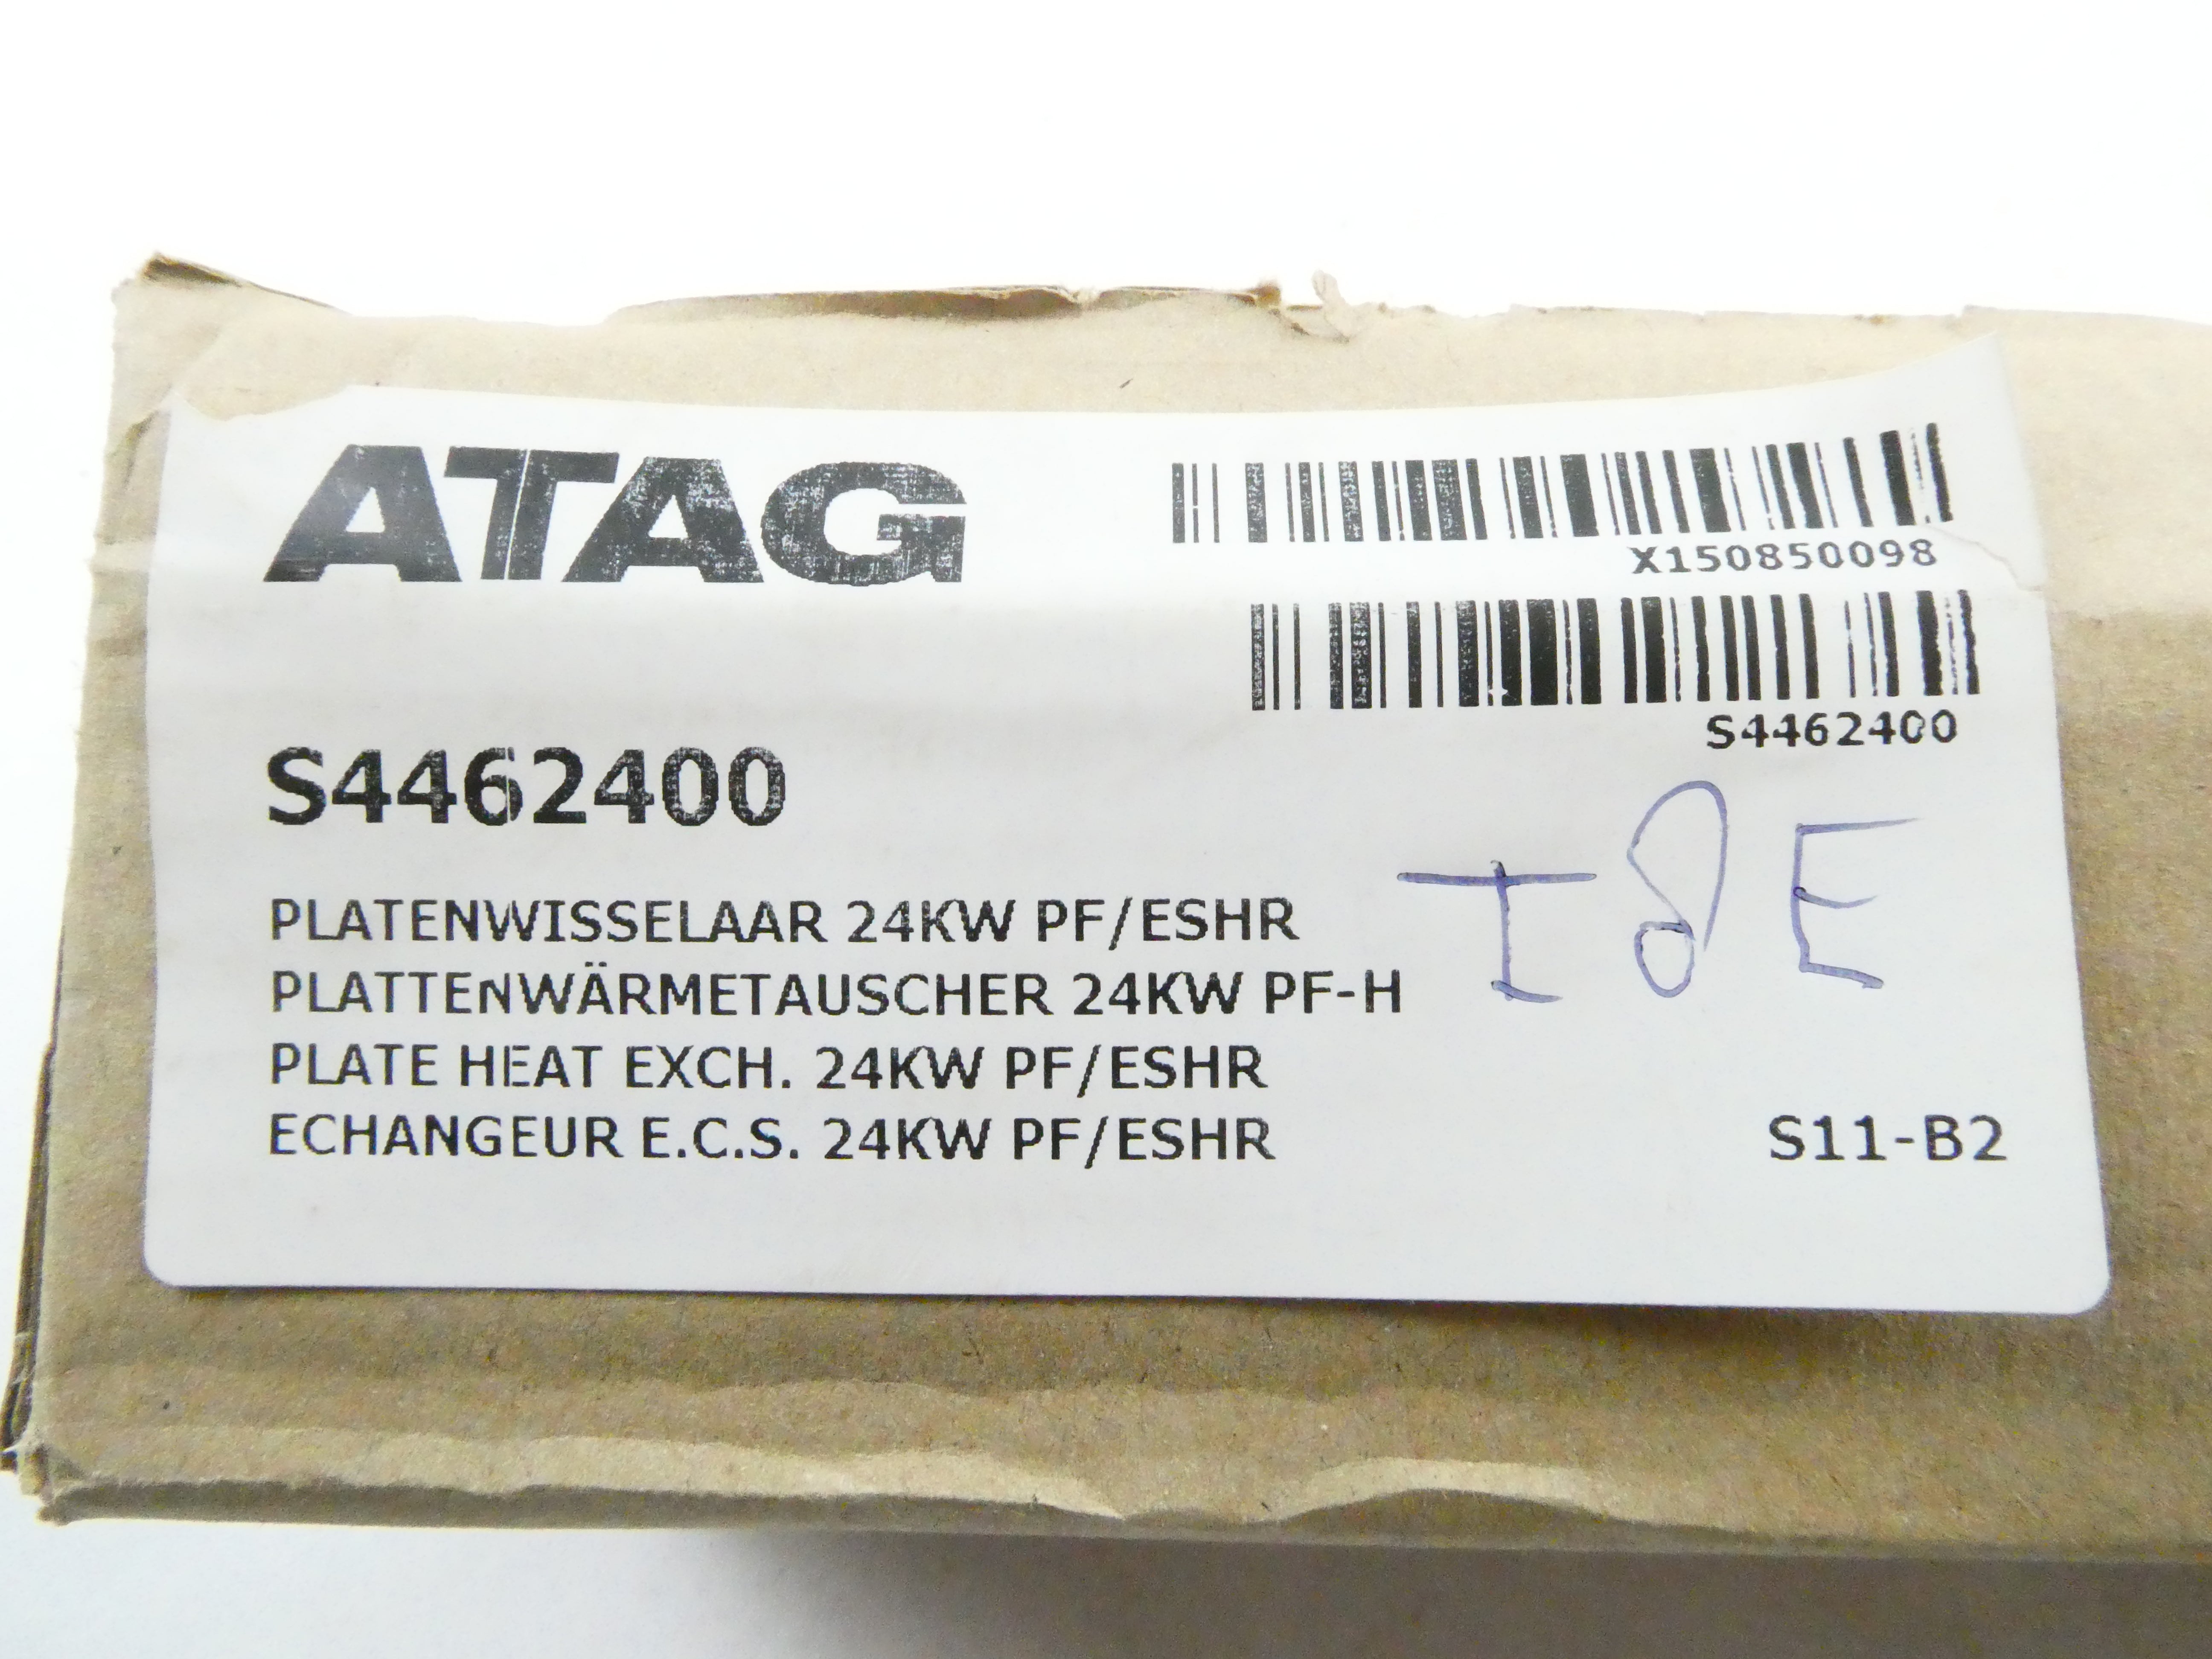 ATAG
X150850098
S4462400
S4462400
I8E
PLATENWISSELAAR 24KW PF/ESHR
PLATTENWÄRMETAUSCHER 24KW PF-H
PLATE HEAT EXCH. 24KW PF/ESHR
ECHANGEUR E.C.S. 24KW PF/ESHR
S11-B2